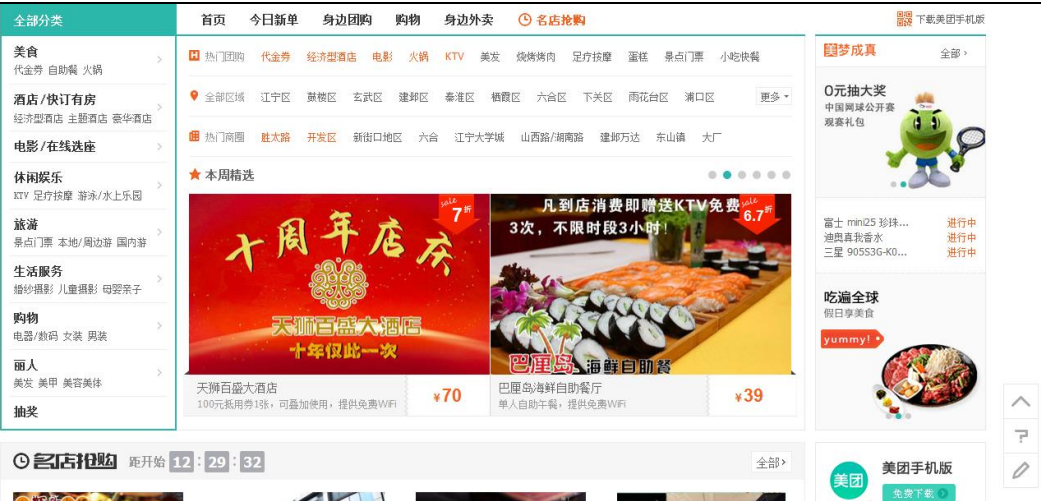 全部分类
首页 今日新单 身边团购 购物 身边外卖 名店抢购
下载美团手机版
美食
代金券 自助餐 火锅
酒店/快订有房
经济型酒店 主题酒店 豪华酒店
电影/在线选座
休闲娱乐
KTV 足疗按摩 游泳/水上乐园
旅游
景点门票 本地/周边游 国内游
生活服务
婚纱摄影 儿童摄影 母婴亲子
购物
电器/数码 女装 男装
丽人
美发 美甲 美容美体
抽奖
热门团购 代金券 经济型酒店 电影 火锅 KTV 美发 烧烤烤肉 足疗按摩 蛋糕 景点门票 小吃快餐
全部区域 江宁区 鼓楼区 玄武区 建邺区 秦淮区 栖霞区 六合区 下关区 雨花台区 浦口区 更多
热门商圈 胜太路 开发区 新街口地区 六合 江宁大学城 山西路/湖南路 建邺万达 东山镇 大厂
本周精选
sale
7折
十周年店庆
天狮百盛大酒店
十年仅此一次
凡到店消费即赠送KTV免费
3次，不限时段3小时!
sale
6.7折
巴厘岛 海鲜自助餐
天狮百盛大酒店
100元抵用券1张，可叠加使用，提供免费WiFi
¥70
巴厘岛海鲜自助餐厅
单人自助午餐，提供免费WiFi
¥39
梦成真 全部›
0元抽大奖
中国网球公开赛
观赛礼包
富士 mini25 珍珠... 进行中
迪奥真我香水 进行中
三星 905S3G-K0... 进行中
吃遍全球
假日享美食
yummy!
名店抢购 距开始 12:29:32 全部›
美团
美团手机版
免费下载